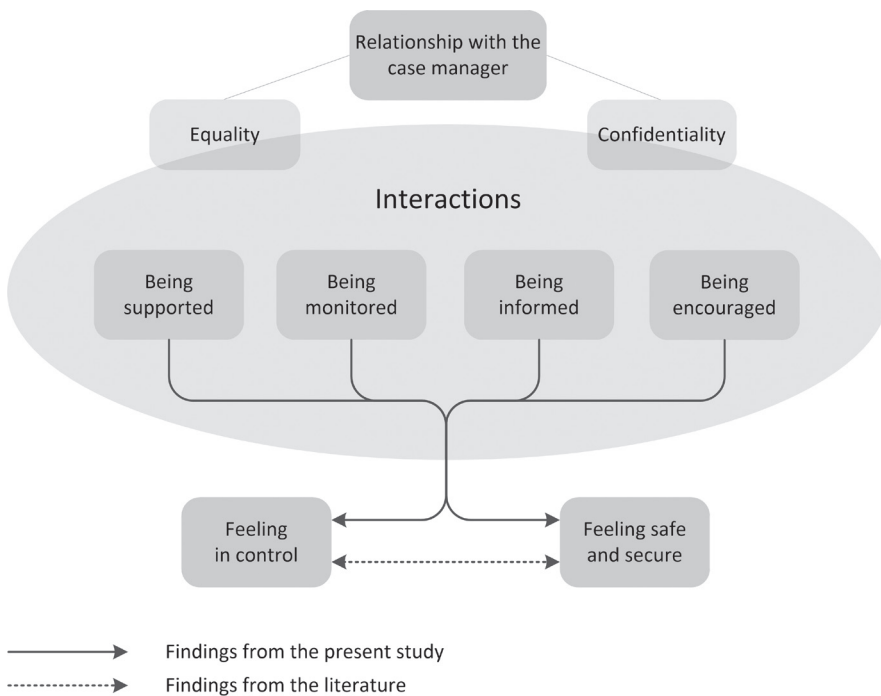 Relationship with the
case manager
Equality
Confidentiality
Interactions
Being
supported
Being
monitored
Being
informed
Being
encouraged
Feeling
in control
Feeling safe
and secure
Findings from the present study
Findings from the literature